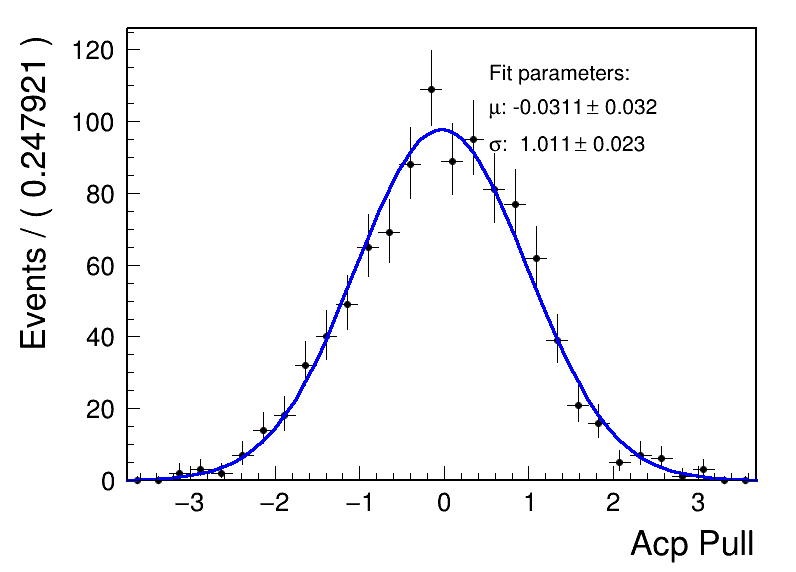 Events / ( 0.247921 )
120
100
80
60
40
20
0
Fit parameters:
μ: -0.0311± 0.032
σ: 1.011± 0.023
−3 −2 −1 0 1 2 3
Acp Pull